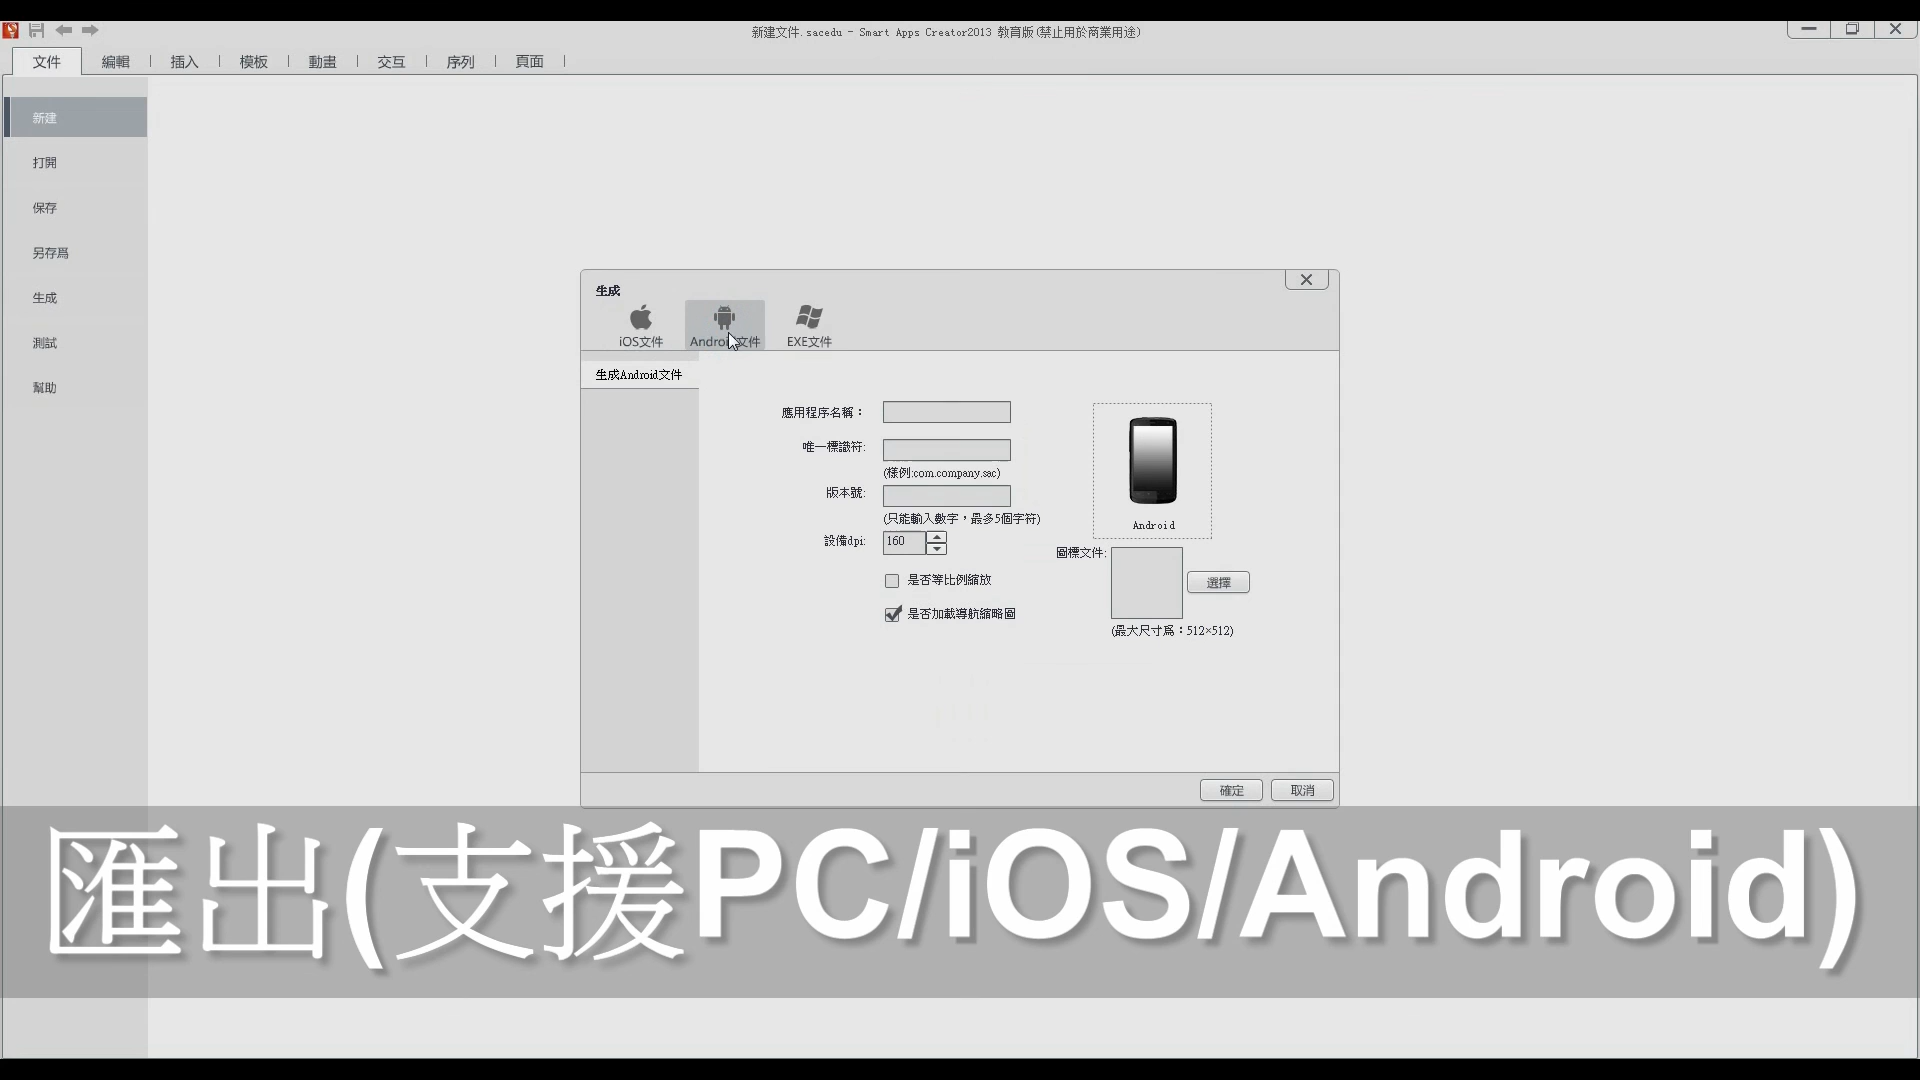 新建文件.sacedu - Smart Apps Creator2013 教育版(禁止用於商業用途)
文件 編輯 插入 模板 動畫 交互 序列 頁面
新建
打開
保存
另存爲
生成
測試
幫助
生成
iOS文件 Android文件 EXE文件
生成Android文件
應用程序名稱：
唯一標識符:
(樣例:com.company.sac)
版本號:
(只能輸入數字，最多5個字符)
設備dpi: 160
是否等比例縮放
是否加載導航縮略圖
Android
圖標文件: 選擇
(最大尺寸爲：512×512)
確定 取消
匯出(支援PC/iOS/Android)